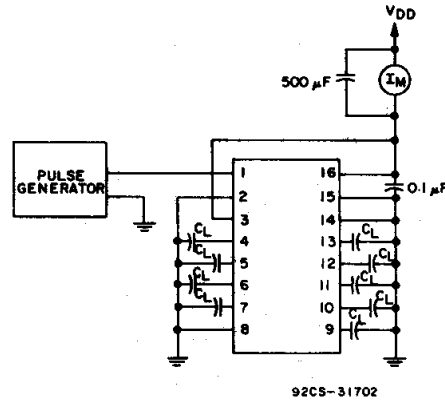 VDD
500 µF
IM
PULSE
GENERATOR
0.1 µF
1
2
3
4
5
6
7
8
16
15
14
13
12
11
10
9
CL
CL
CL
CL
CL
CL
CL
CL
CL
92CS-31702